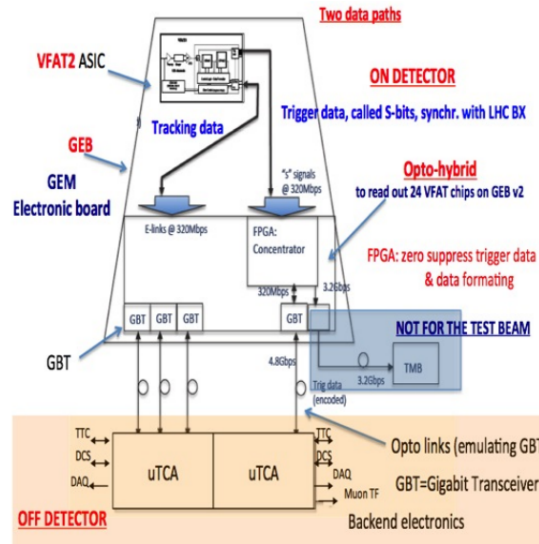 Two data paths
VFAT2 ASIC
ON DETECTOR
Trigger data, called S-bits, synchr. with LHC BX
Tracking data
GEB
GEM
Electronic board
"s" signals
@ 320Mbps
Opto-hybrid
to read out 24 VFAT chips on GEB v2
E-links @ 320Mbps
FPGA:
Concentrator
FPGA: zero suppress trigger data
& data formating
320Mbps
3.2Gbps
GBT
GBT
GBT
GBT
NOT FOR THE TEST BEAM
GBT
4.8Gbps
TMB
3.2Gbps
Trig data
(encoded)
TTC
DCS
DAQ
uTCA
uTCA
TTC
DCS
DAQ
Muon TF
Opto links (emulating GBT
GBT=Gigabit Transceiver
OFF DETECTOR
Backend electronics